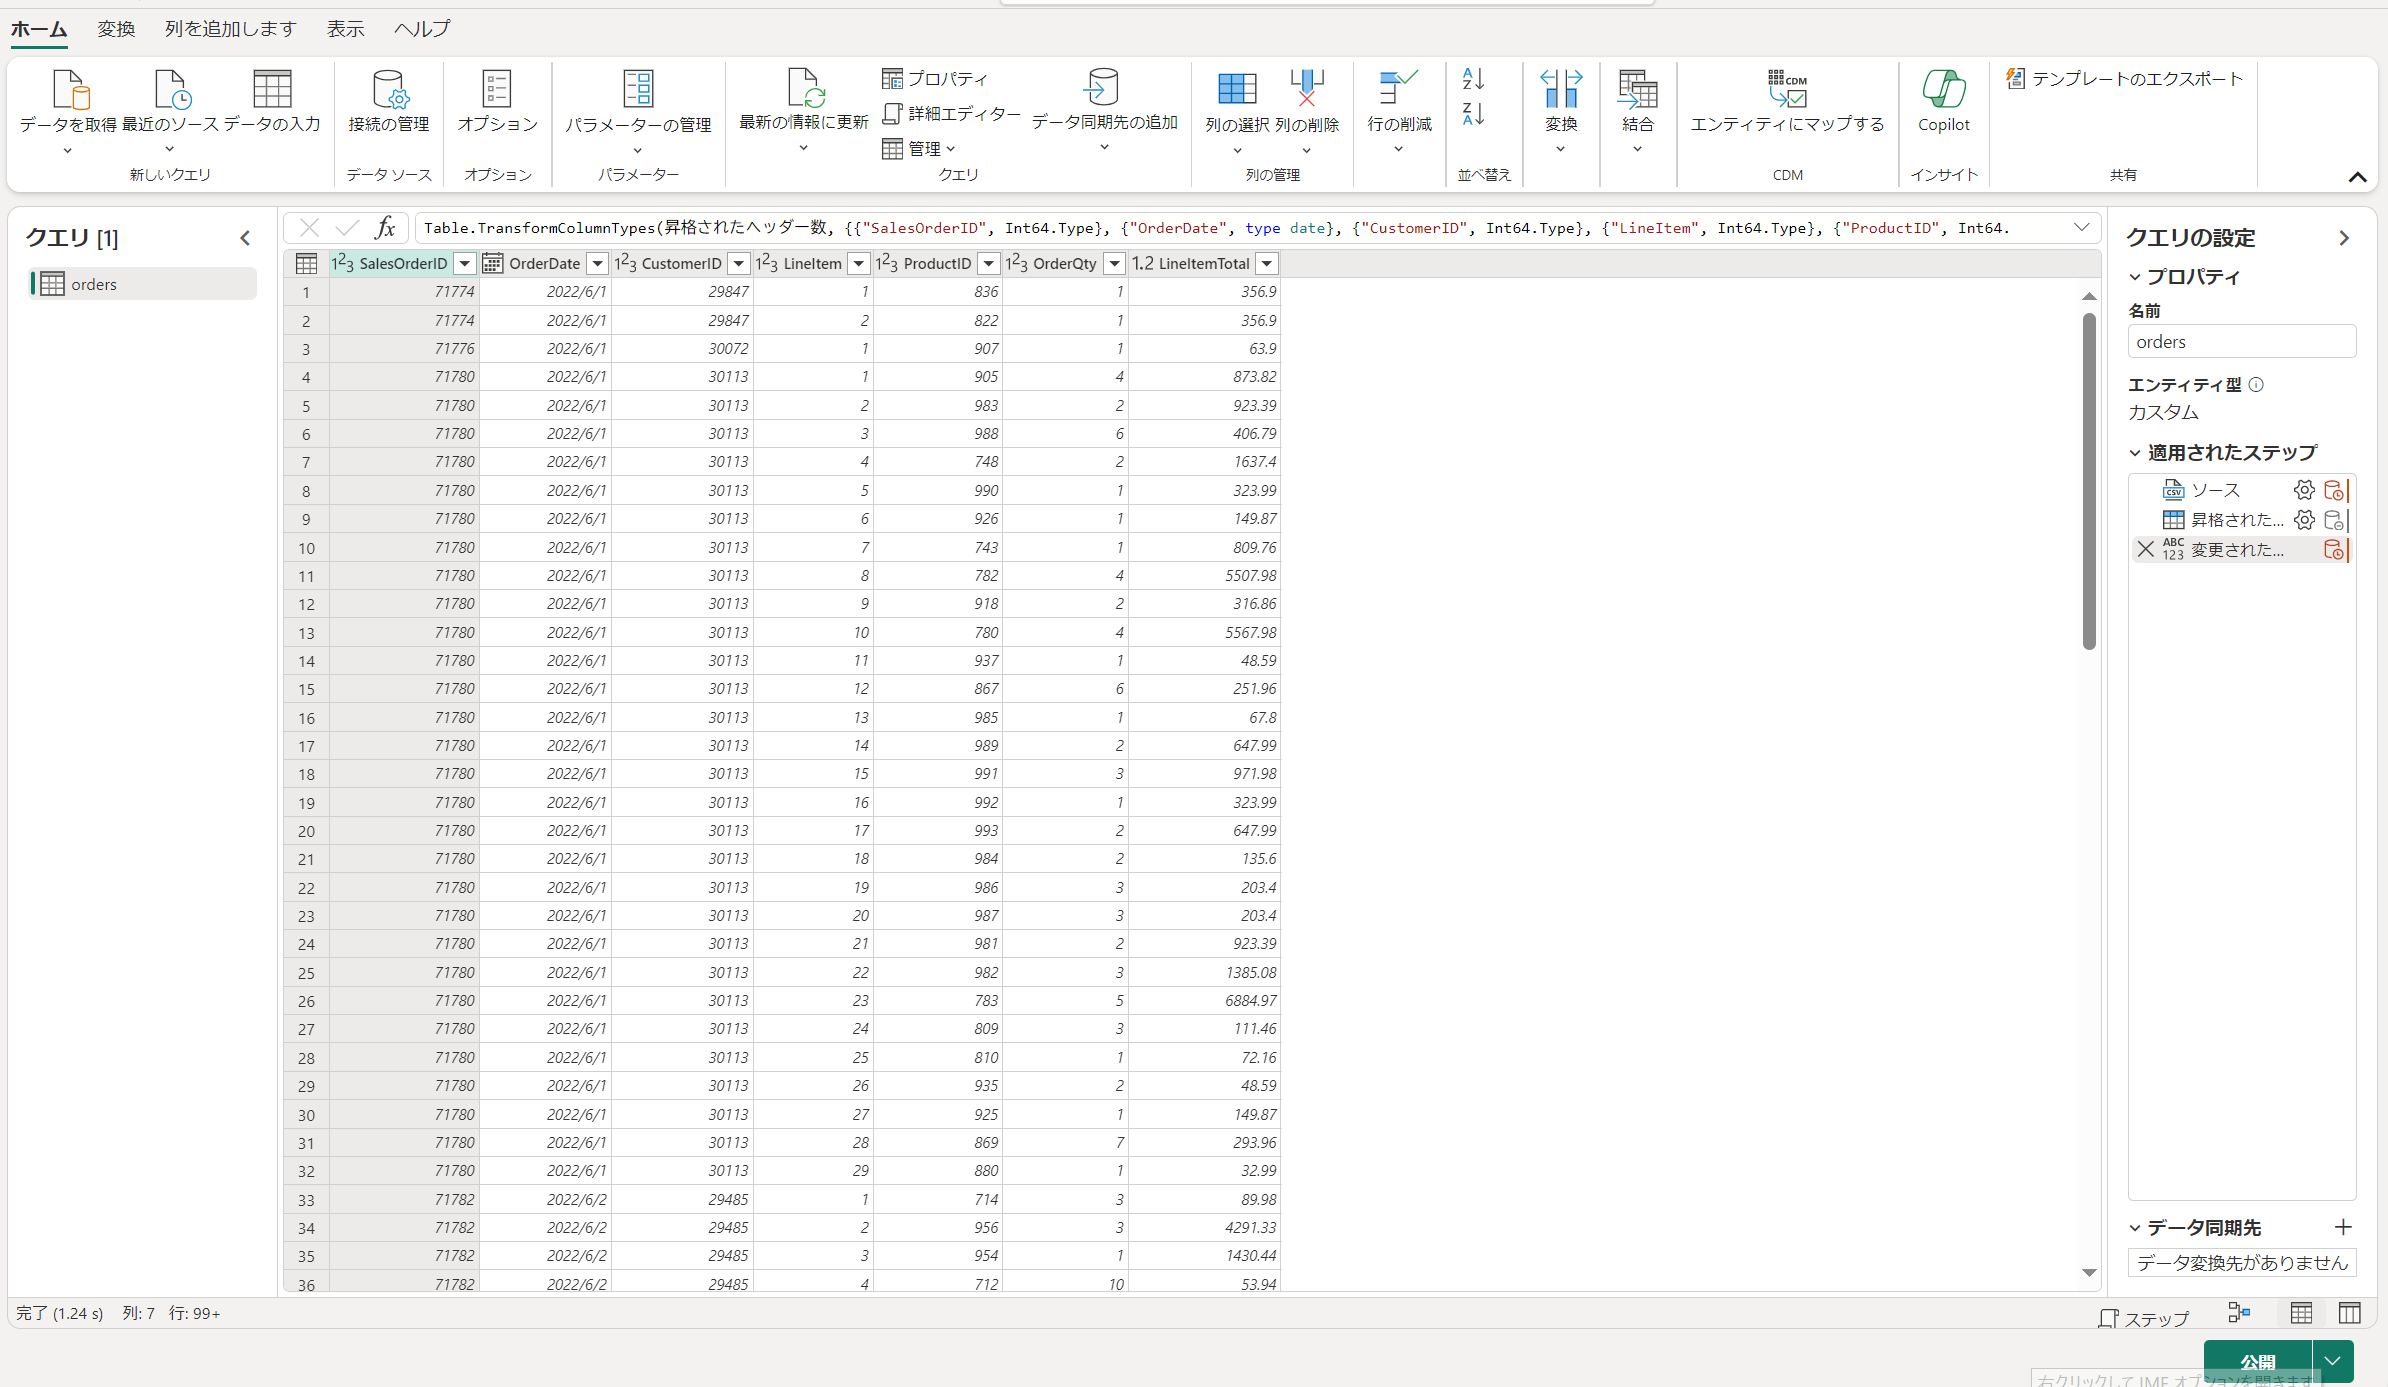 ホーム 変換 列を追加します 表示 ヘルプ
データを取得 最近のソース データの入力
新しいクエリ
接続の管理
データ ソース
オプション
オプション
パラメーターの管理
パラメーター
最新の情報に更新
プロパティ
詳細エディター
管理
データ同期先の追加
クエリ
列の選択 列の削除
列の管理
行の削減
並べ替え
変換
結合
エンティティにマップする
CDM
CDM
Copilot
インサイト
テンプレートのエクスポート
共有
クエリ [1]
orders
fx Table.TransformColumnTypes(昇格されたヘッダー数, {{"SalesOrderID", Int64.Type}, {"OrderDate", type date}, {"CustomerID", Int64.Type}, {"LineItem", Int64.Type}, {"ProductID", Int64.
123 SalesOrderID OrderDate 123 CustomerID 123 LineItem 123 ProductID 123 OrderQty 1.2 LineItemTotal
1 71774 2022/6/1 29847 1 836 1 356.9
2 71774 2022/6/1 29847 2 822 1 356.9
3 71776 2022/6/1 30072 1 907 1 63.9
4 71780 2022/6/1 30113 1 905 4 873.82
5 71780 2022/6/1 30113 2 983 2 923.39
6 71780 2022/6/1 30113 3 988 6 406.79
7 71780 2022/6/1 30113 4 748 2 1637.4
8 71780 2022/6/1 30113 5 990 1 323.99
9 71780 2022/6/1 30113 6 926 1 149.87
10 71780 2022/6/1 30113 7 743 1 809.76
11 71780 2022/6/1 30113 8 782 4 5507.98
12 71780 2022/6/1 30113 9 918 2 316.86
13 71780 2022/6/1 30113 10 780 4 5567.98
14 71780 2022/6/1 30113 11 937 1 48.59
15 71780 2022/6/1 30113 12 867 6 251.96
16 71780 2022/6/1 30113 13 985 1 67.8
17 71780 2022/6/1 30113 14 989 2 647.99
18 71780 2022/6/1 30113 15 991 3 971.98
19 71780 2022/6/1 30113 16 992 1 323.99
20 71780 2022/6/1 30113 17 993 2 647.99
21 71780 2022/6/1 30113 18 984 2 135.6
22 71780 2022/6/1 30113 19 986 3 203.4
23 71780 2022/6/1 30113 20 987 3 203.4
24 71780 2022/6/1 30113 21 981 2 923.39
25 71780 2022/6/1 30113 22 982 3 1385.08
26 71780 2022/6/1 30113 23 783 5 6884.97
27 71780 2022/6/1 30113 24 809 3 111.46
28 71780 2022/6/1 30113 25 810 1 72.16
29 71780 2022/6/1 30113 26 935 2 48.59
30 71780 2022/6/1 30113 27 925 1 149.87
31 71780 2022/6/1 30113 28 869 7 293.96
32 71780 2022/6/1 30113 29 880 1 32.99
33 71782 2022/6/2 29485 1 714 3 89.98
34 71782 2022/6/2 29485 2 956 3 4291.33
35 71782 2022/6/2 29485 3 954 1 1430.44
36 71782 2022/6/2 29485 4 712 10 53.94
クエリの設定
プロパティ
名前
orders
エンティティ型
カスタム
適用されたステップ
ソース
昇格された...
ABC 123 変更された...
データ同期先
データ変換先がありません
完了 (1.24 s) 列: 7 行: 99+
ステップ
公開
右クリックして IME オプションを開きます